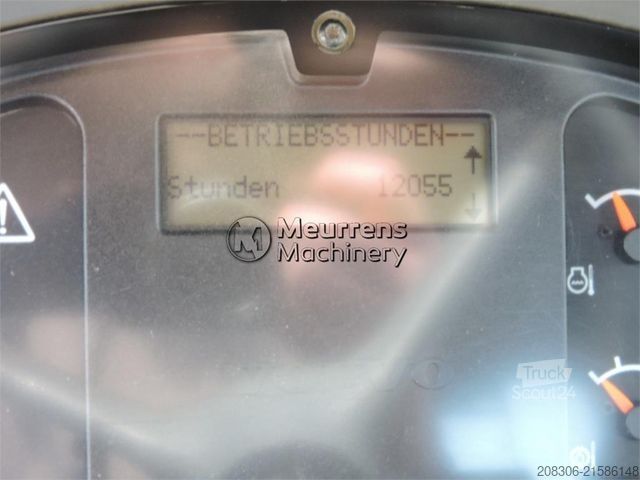 --BETRIEBSSTUNDEN--
Stunden 12055
Meurrens
Machinery
Truck
Scout24
208306-21586148